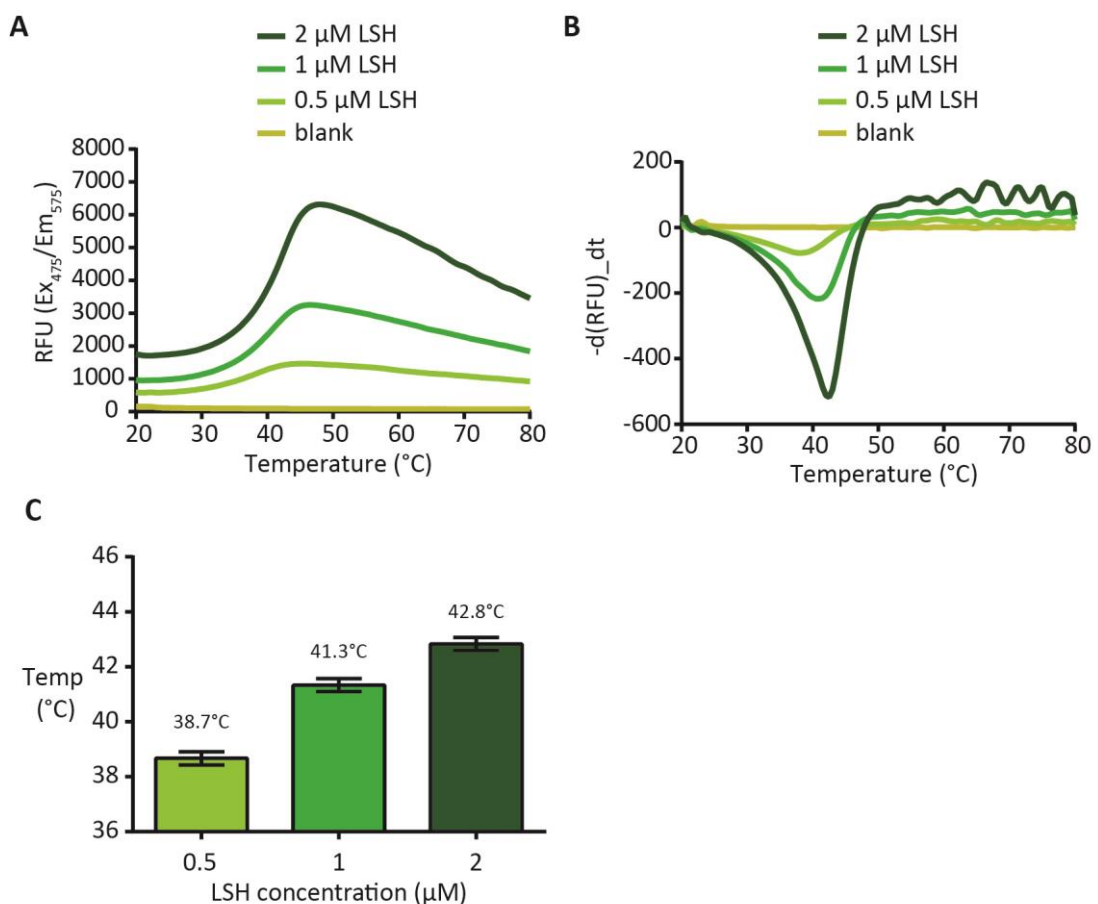 A
2 µM LSH
1 µM LSH
0.5 µM LSH
blank
8000
7000
6000
5000
4000
3000
2000
1000
0
RFU (Ex475/Em575)
20 30 40 50 60 70 80
Temperature (°C)
B
2 µM LSH
1 µM LSH
0.5 µM LSH
blank
200
0
-200
-400
-600
-d(RFU)_dt
20 30 40 50 60 70 80
Temperature (°C)
C
46
44
42
40
38
36
Temp
(°C)
38.7°C
41.3°C
42.8°C
0.5 1 2
LSH concentration (µM)